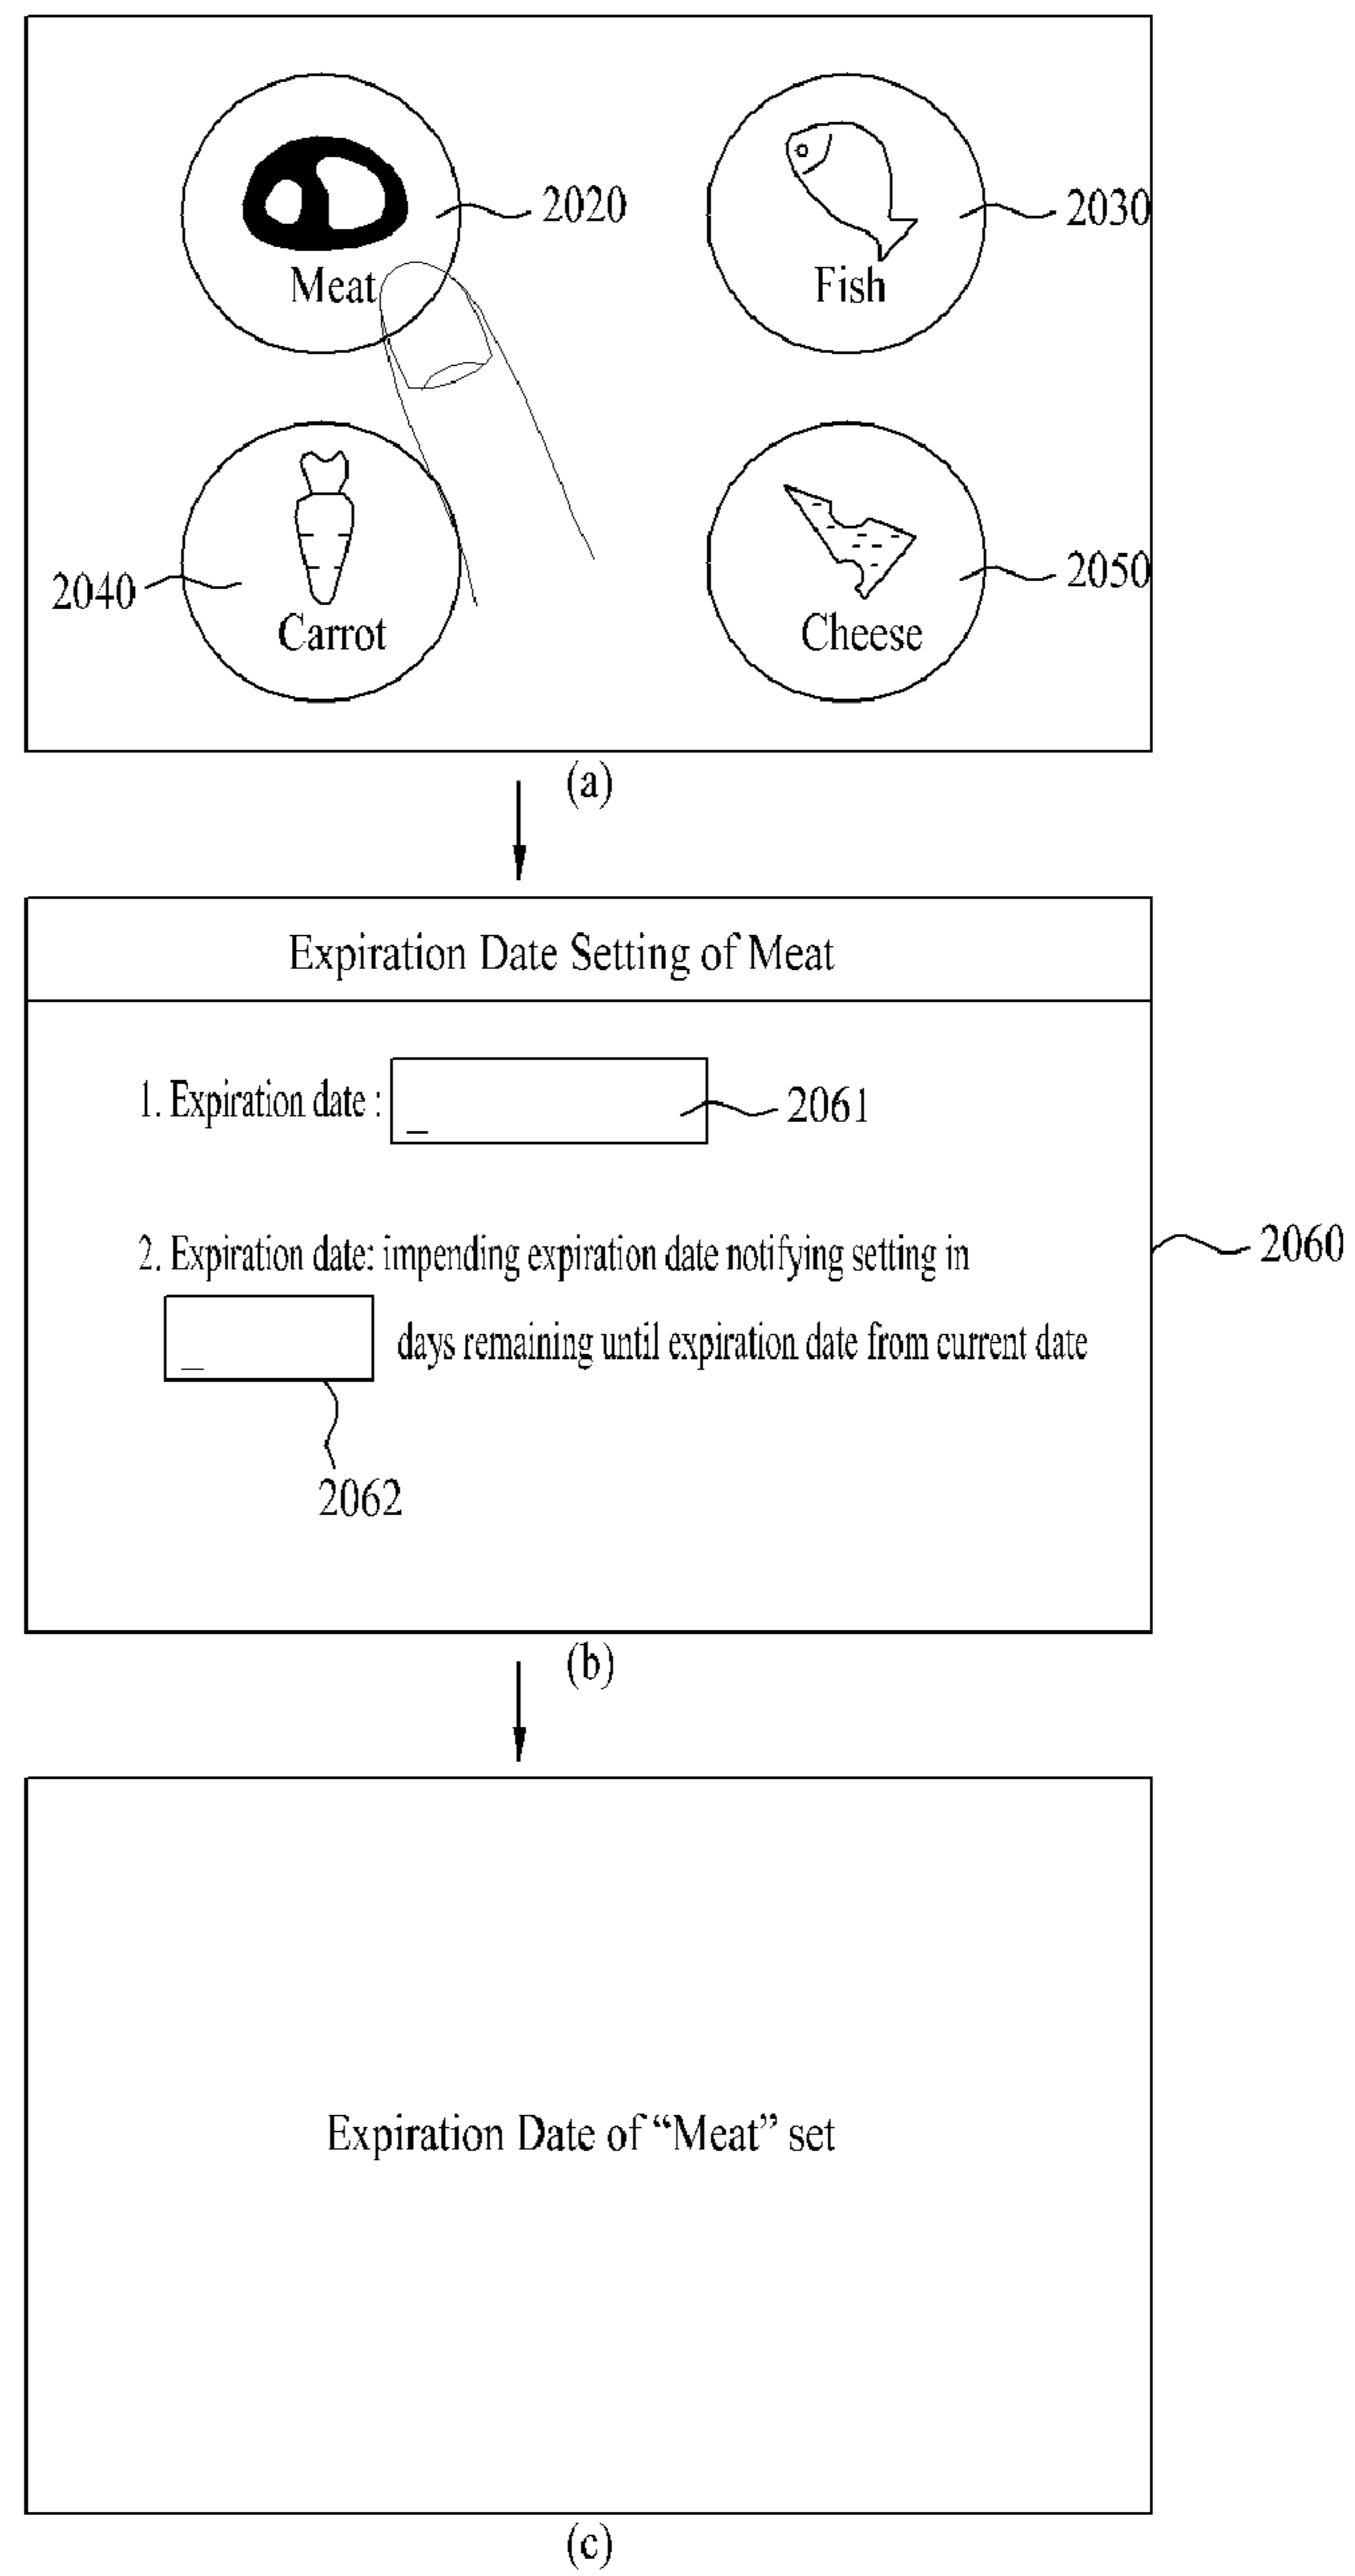 2020
2030
Meat
Fish
2040
2050
Carrot
Cheese
(a)
Expiration Date Setting of Meat
1. Expiration date :
2061
2. Expiration date: impending expiration date notifying setting in
2060
days remaining until expiration date from current date
2062
(b)
Expiration Date of “Meat” set
(c)